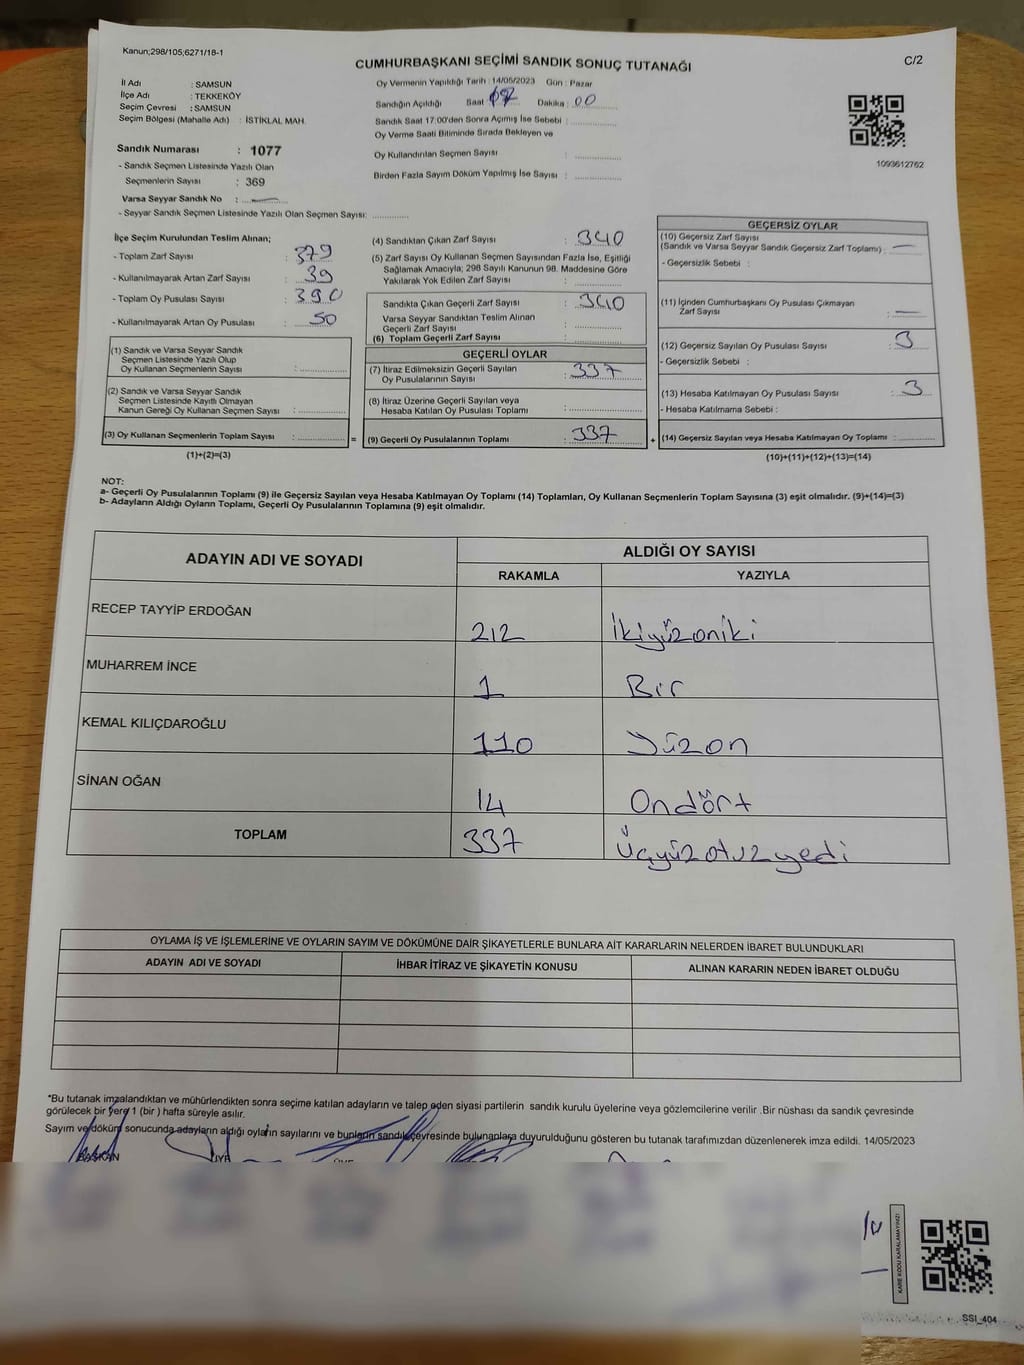 Kanun;298/105;6271/18-1
CUMHURBAŞKANI SEÇİMİ SANDIK SONUÇ TUTANAĞI
C/2
İl Adı : SAMSUN
İlçe Adı : TEKKEKÖY
Seçim Çevresi : SAMSUN
Seçim Bölgesi (Mahalle Adı) : İSTİKLAL MAH.
Sandık Numarası : 1077
- Sandık Seçmen Listesinde Yazılı Olan
Seçmenlerin Sayısı : 369
Varsa Seyyar Sandık No : —
- Seyyar Sandık Seçmen Listesinde Yazılı Olan Seçmen Sayısı:
Oy Vermenin Yapıldığı Tarih : 14/05/2023 Gün : Pazar
Sandığın Açıldığı Saat Dakika : 00
Sandık Saat 17:00'den Sonra Açımış İse Sebebi :
Oy Verme Saati Bitiminde Sırada Bekleyen ve
Oy Kullandırılan Seçmen Sayısı :
Birden Fazla Sayım Döküm Yapılmış İse Sayısı :
1093612762
İlçe Seçim Kurulundan Teslim Alınan;
- Toplam Zarf Sayısı : 379
- Kullanılmayarak Artan Zarf Sayısı : 39
- Toplam Oy Pusulası Sayısı : 390
- Kullanılmayarak Artan Oy Pusulası : 50
(1) Sandık ve Varsa Seyyar Sandık
Seçmen Listesinde Yazılı Olup
Oy Kullanan Seçmenlerin Sayısı :
(2) Sandık ve Varsa Seyyar Sandık
Seçmen Listesinde Kayıtlı Olmayan
Kanun Gereği Oy Kullanan Seçmen Sayısı :
(3) Oy Kullanan Seçmenlerin Toplam Sayısı :
(1)+(2)=(3)
(4) Sandıktan Çıkan Zarf Sayısı : 340
(5) Zarf Sayısı Oy Kullanan Seçmen Sayısından Fazla İse, Eşitliği
Sağlamak Amacıyla; 298 Sayılı Kanunun 98. Maddesine Göre
Yakılarak Yok Edilen Zarf Sayısı :
Sandıkta Çıkan Geçerli Zarf Sayısı : 340
Varsa Seyyar Sandıktan Teslim Alınan
Geçerli Zarf Sayısı :
(6) Toplam Geçerli Zarf Sayısı :
GEÇERLİ OYLAR
(7) İtiraz Edilmeksizin Geçerli Sayılan
Oy Pusulalarının Sayısı : 337
(8) İtiraz Üzerine Geçerli Sayılan veya
Hesaba Katılan Oy Pusulası Toplamı :
= (9) Geçerli Oy Pusulalarının Toplamı : 337 +
GEÇERSİZ OYLAR
(10) Geçersiz Zarf Sayısı
(Sandık ve Varsa Seyyar Sandık Geçersiz Zarf Toplamı) : —
- Geçersizlik Sebebi :
(11) İçinden Cumhurbaşkanı Oy Pusulası Çıkmayan
Zarf Sayısı : —
(12) Geçersiz Sayılan Oy Pusulası Sayısı : 3
- Geçersizlik Sebebi :
(13) Hesaba Katılmayan Oy Pusulası Sayısı : 3
- Hesaba Katılmama Sebebi :
(14) Geçersiz Sayılan veya Hesaba Katılmayan Oy Toplamı :
(10)+(11)+(12)+(13)=(14)
NOT:
a- Geçerli Oy Pusulalarının Toplamı (9) ile Geçersiz Sayılan veya Hesaba Katılmayan Oy Toplamı (14) Toplamları, Oy Kullanan Seçmenlerin Toplam Sayısına (3) eşit olmalıdır. (9)+(14)=(3)
b- Adayların Aldığı Oyların Toplamı, Geçerli Oy Pusulalarının Toplamına (9) eşit olmalıdır.
ADAYIN ADI VE SOYADI
ALDIĞI OY SAYISI
RAKAMLA YAZIYLA
RECEP TAYYİP ERDOĞAN 212 İkiyüzoniki
MUHARREM İNCE 1 Bir
KEMAL KILIÇDAROĞLU 110 Yüzon
SİNAN OĞAN 14 Ondört
TOPLAM 337 Üçyüzotuzyedi
OYLAMA İŞ VE İŞLEMLERİNE VE OYLARIN SAYIM VE DÖKÜMÜNE DAİR ŞİKAYETLERLE BUNLARA AİT KARARLARIN NELERDEN İBARET BULUNDUKLARI
ADAYIN ADI VE SOYADI İHBAR İTİRAZ VE ŞİKAYETİN KONUSU ALINAN KARARIN NEDEN İBARET OLDUĞU
*Bu tutanak imzalandıktan ve mühürlendikten sonra seçime katılan adayların ve talep eden siyasi partilerin sandık kurulu üyelerine veya gözlemcilerine verilir .Bir nüshası da sandık çevresinde
görülecek bir yere 1 (bir ) hafta süreyle asılır.
Sayım ve döküm sonucunda adayların aldığı oyların sayılarını ve bunların sandık çevresinde bulunanlara duyurulduğunu gösteren bu tutanak tarafımızdan düzenlenerek imza edildi. 14/05/2023
BAŞKAN
KARE KODU KARALAMAYINIZ!
SSI_404